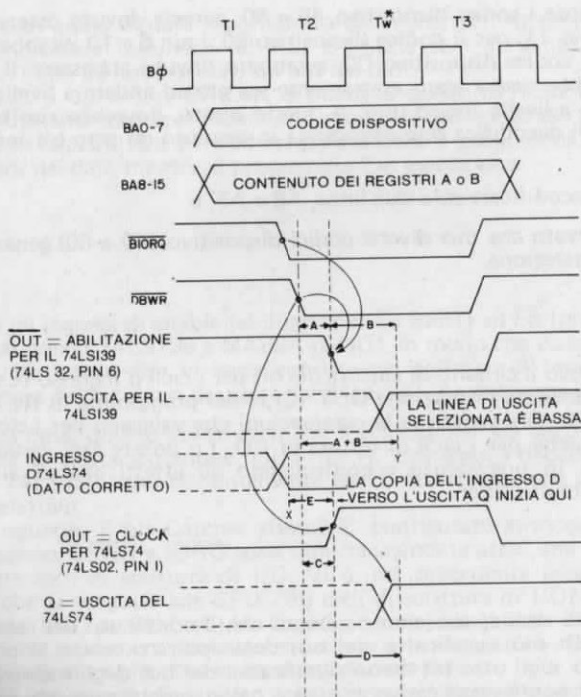 T1
T2
Tw*
T3
Bϕ
BA0-7
CODICE DISPOSITIVO
BA8-15
CONTENUTO DEI REGISTRI A o B
BIORQ
DBWR
A
B
OUT = ABILITAZIONE
PER IL 74LS139
(74LS 32, PIN 6)
USCITA PER IL
74LS139
LA LINEA DI USCITA
SELEZIONATA È BASSA
A + B
INGRESSO
D74LS74
(DATO CORRETTO)
LA COPIA DELL'INGRESSO D
VERSO L'USCITA Q INIZIA QUI
E
X
OUT = CLOCK
PER 74LS74
(74LS02, PIN 1)
C
Q = USCITA DEL
74LS74
D